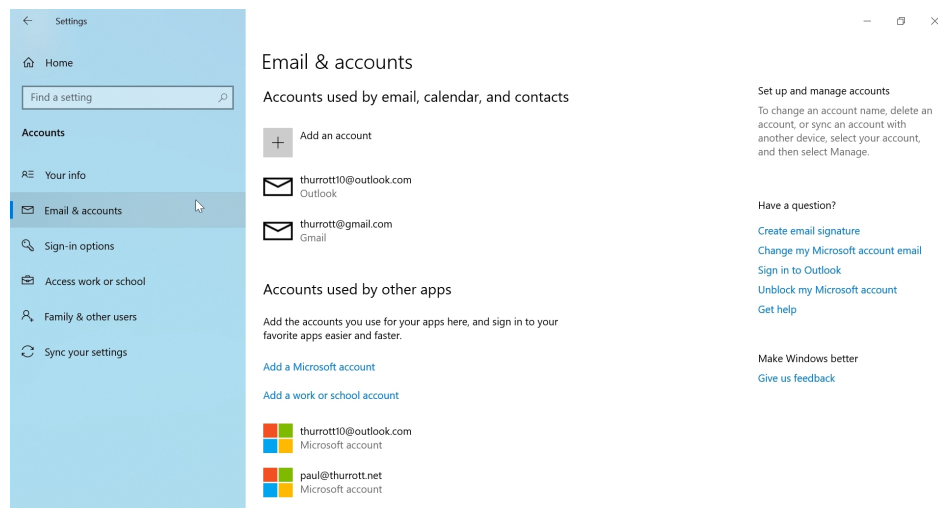 Settings
Home
Find a setting
Accounts
Your info
Email & accounts
Sign-in options
Access work or school
Family & other users
Sync your settings
Email & accounts
Accounts used by email, calendar, and contacts
Add an account
thurrott10@outlook.com
Outlook
thurrott@gmail.com
Gmail
Accounts used by other apps
Add the accounts you use for your apps here, and sign in to your
favorite apps easier and faster.
Add a Microsoft account
Add a work or school account
thurrott10@outlook.com
Microsoft account
paul@thurrott.net
Microsoft account
Set up and manage accounts
To change an account name, delete an
account, or sync an account with
another device, select your account,
and then select Manage.
Have a question?
Create email signature
Change my Microsoft account email
Sign in to Outlook
Unblock my Microsoft account
Get help
Make Windows better
Give us feedback